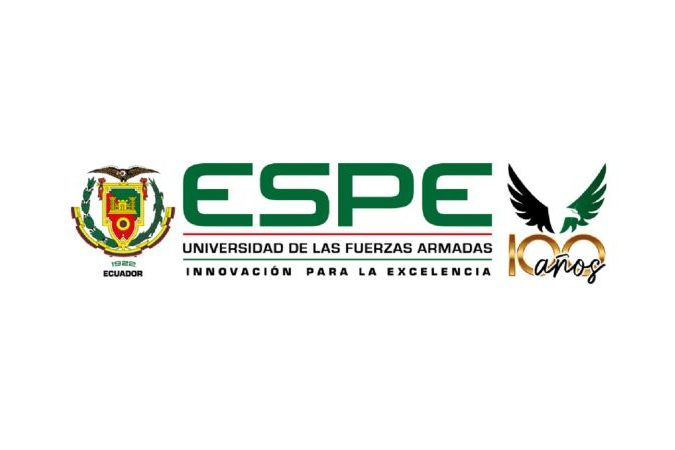 ESPE
UNIVERSIDAD DE LAS FUERZAS ARMADAS
INNOVACIÓN PARA LA EXCELENCIA
1922
ECUADOR
100
años